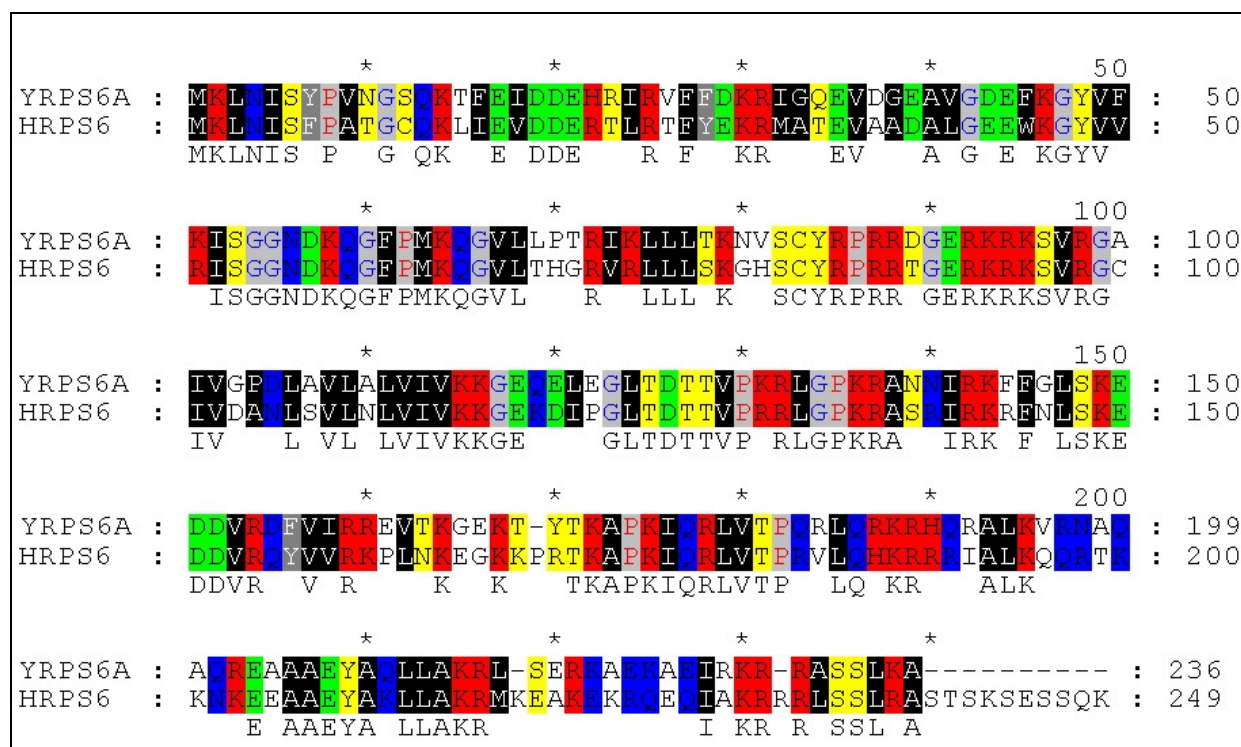 * * * * 50
YRPS6A : MKLNISYPVNGSQKTFEIDDEHRIRVFFDKRIGQEVDGEAVGDEFKGYVF : 50
HRPS6 : MKLNISFPATGCQKLIEVDDERTLRTFYEKRMATEVAADALGEEWKGYVV : 50
MKLNIS P G QK E DDE R F KR EV A G E KGYV
* * * * 100
YRPS6A : KISGGNDKQGFPMKQGVLLPTRIKLLLTKNVSCYRPRRDGERKRKSVRGA : 100
HRPS6 : RISGGNDKQGFPMKQGVLTHGRVRLLLSKGHSCYRPRRTGERKRKSVRGC : 100
ISGGNDKQGFPMKQGVL R LLL K SCYRPRR GERKRKSVRG
* * * * 150
YRPS6A : IVGPDLAVLALVIVKKGEQELEGLTDTTVPKRLGPKRANNIRKFFGLSKE : 150
HRPS6 : IVDANLSVLNLVIVKKGEKDIPGLTDTTVPRRLGPKRASRIRKRFNLSKE : 150
IV L VL LVIVKKGE GLTDTTVP RLGPKRA IRK F LSKE
* * * * 200
YRPS6A : DDVRDFVIRREVTKGEKT-YTKAPKIQRLVTPQRLQRKRHQRALKVRNAQ : 199
HRPS6 : DDVRQYVVRKPLNKEGKKPRTKAPKIQRLVTPRVLQHKRRRIALKQQRTK : 200
DDVR V R K K TKAPKIQRLVTP LQ KR ALK
* * * *
YRPS6A : AQREAAAEYAQLLAKRL-SERKAEKAEIRKR-RASSLKA---------- : 236
HRPS6 : KNKEEAAEYAKLLAKRMKEAKEKRQEQIAKRRRLSSLRASTSKSESSQK : 249
E AAEYA LLAKR I KR R SSL A